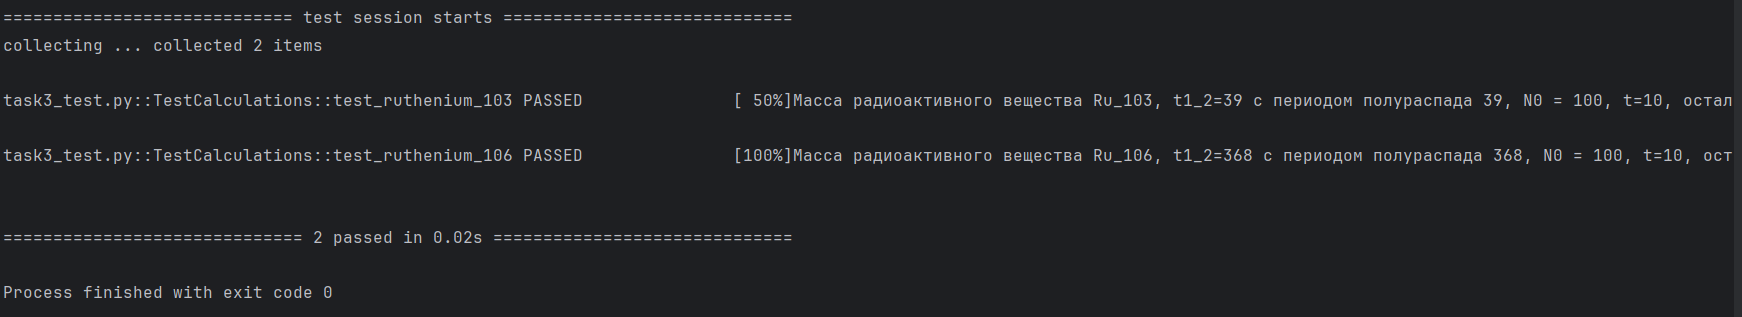 ============================= test session starts =============================
collecting ... collected 2 items
task3_test.py::TestCalculations::test_ruthenium_103 PASSED [ 50%]Масса радиоактивного вещества Ru_103, t1_2=39 с периодом полураспада 39, N0 = 100, t=10, остал
task3_test.py::TestCalculations::test_ruthenium_106 PASSED [100%]Масса радиоактивного вещества Ru_106, t1_2=368 с периодом полураспада 368, N0 = 100, t=10, ост
============================== 2 passed in 0.02s ==============================
Process finished with exit code 0